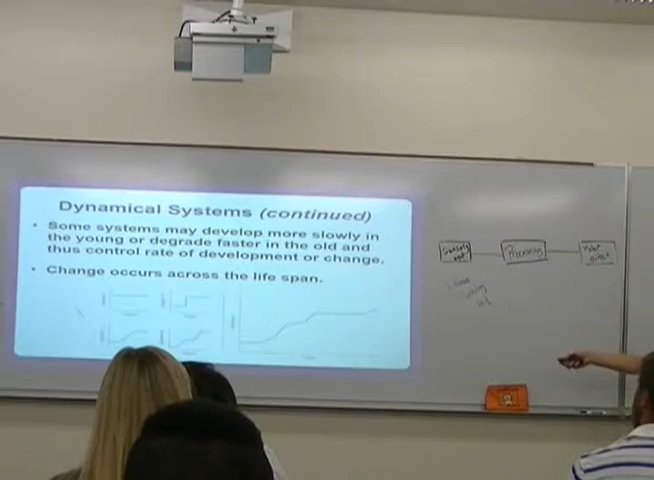 Dynamical Systems (continued)
• Some systems may develop more slowly in
the young or degrade faster in the old and
thus control rate of development or change.
• Change occurs across the life span.
Processing
2